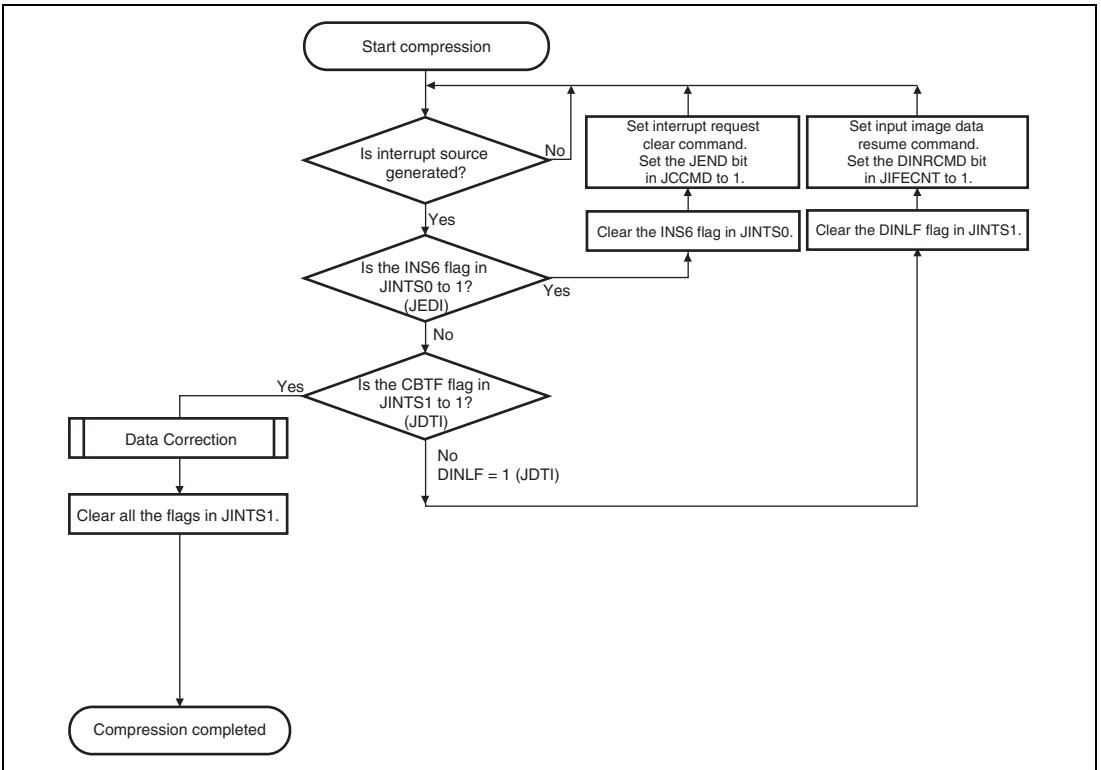 Start compression
Is interrupt source
generated?
No
Yes
Set interrupt request
clear command.
Set the JEND bit
in JCCMD to 1.
Set input image data
resume command.
Set the DINRCMD bit
in JIFECNT to 1.
Clear the INS6 flag in JINTS0.
Clear the DINLF flag in JINTS1.
Is the INS6 flag in
JINTS0 to 1?
(JEDI)
Yes
No
Is the CBTF flag in
JINTS1 to 1?
(JDTI)
Yes
No
DINLF = 1 (JDTI)
Data Correction
Clear all the flags in JINTS1.
Compression completed